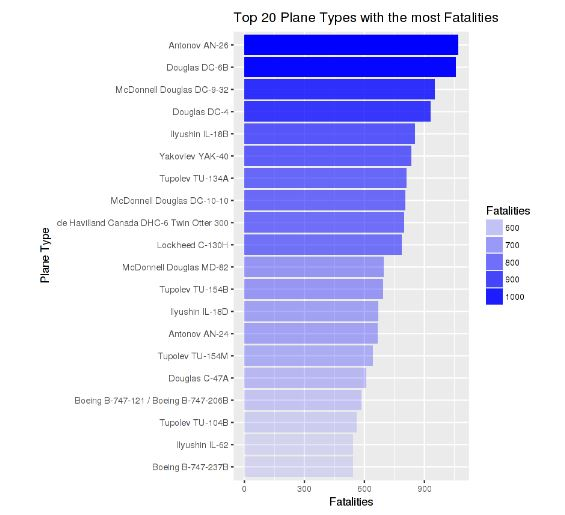 Top 20 Plane Types with the most Fatalities
Antonov AN-26
Douglas DC-6B
McDonnell Douglas DC-9-32
Douglas DC-4
Ilyushin IL-18B
Yakovlev YAK-40
Tupolev TU-134A
McDonnell Douglas DC-10-10
de Havilland Canada DHC-6 Twin Otter 300
Lockheed C-130H
McDonnell Douglas MD-82
Tupolev TU-154B
Ilyushin IL-18D
Antonov AN-24
Tupolev TU-154M
Douglas C-47A
Boeing B-747-121 / Boeing B-747-206B
Tupolev TU-104B
Ilyushin IL-62
Boeing B-747-237B
Plane Type
0 300 600 900
Fatalities
Fatalities
600
700
800
900
1000